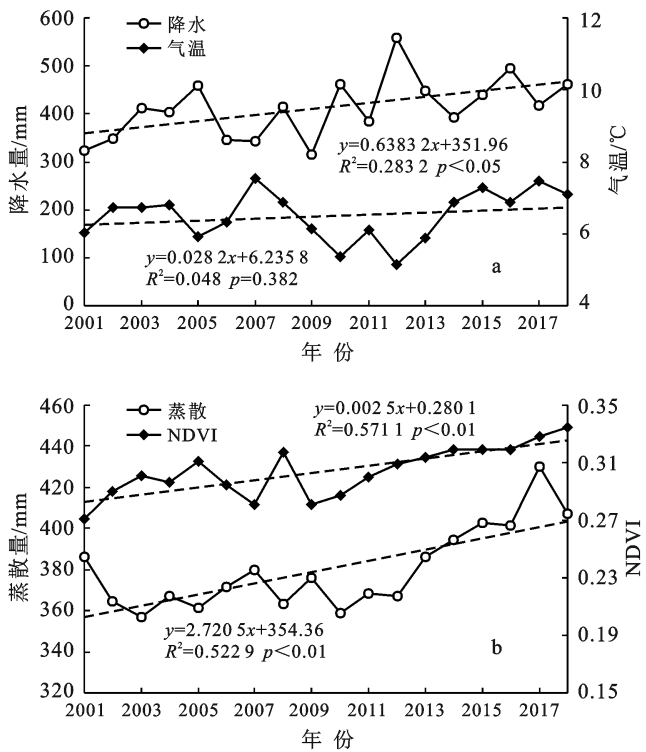 600
500
400
300
200
100
0
降水量/mm
降水
气温
12
10
8
6
4
气温/℃
y=0.6383 2x+351.96
R²=0.283 2 p<0.05
y=0.028 2x+6.235 8
R²=0.048 p=0.382
a
2001 2003 2005 2007 2009 2011 2013 2015 2017
年 份
460
440
420
400
380
360
340
320
蒸散量/mm
蒸散
NDVI
0.35
0.31
0.27
0.23
0.19
0.15
NDVI
y=0.002 5x+0.280 1
R²=0.571 1 p<0.01
y=2.720 5x+354.36
R²=0.522 9 p<0.01
b
2001 2003 2005 2007 2009 2011 2013 2015 2017
年 份